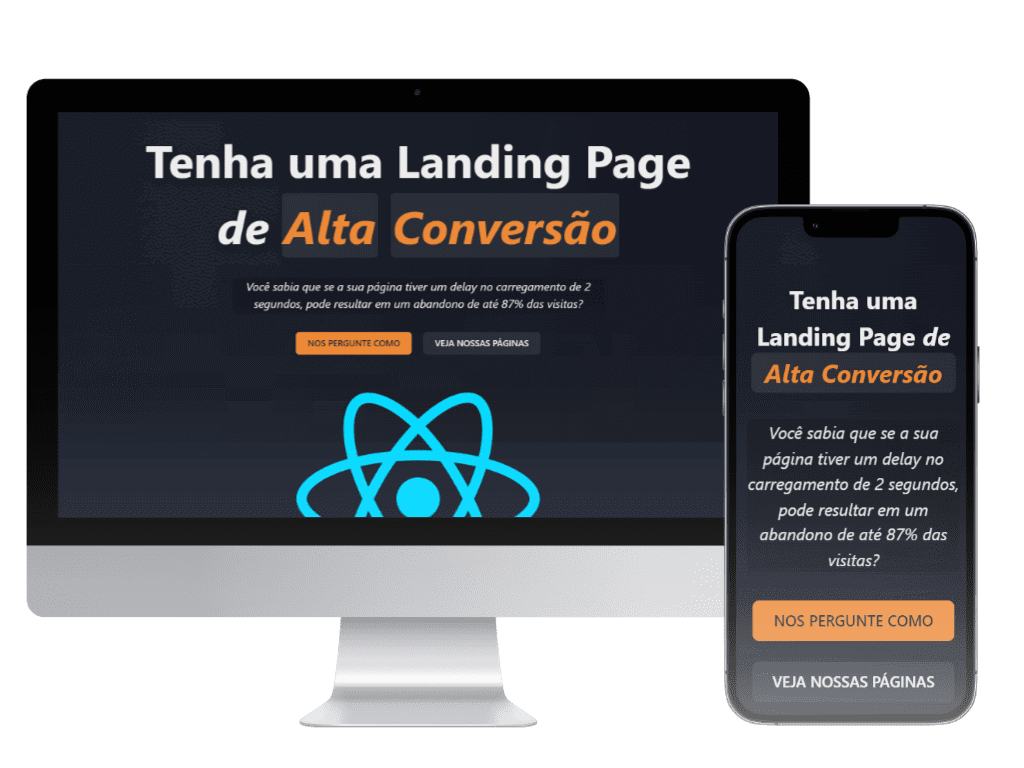 Tenha uma Landing Page
de Alta Conversão
Você sabia que se a sua página tiver um delay no carregamento de 2
segundos, pode resultar em um abandono de até 87% das visitas?
NOS PERGUNTE COMO
VEJA NOSSAS PÁGINAS
Tenha uma
Landing Page de
Alta Conversão
Você sabia que se a sua
página tiver um delay no
carregamento de 2 segundos,
pode resultar em um
abandono de até 87% das
visitas?
NOS PERGUNTE COMO
VEJA NOSSAS PÁGINAS